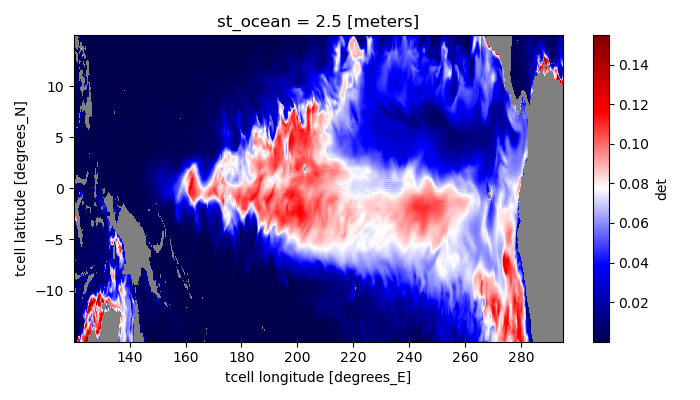 st_ocean = 2.5 [meters]
10
5
0
−5
−10
tcell latitude [degrees_N]
140 160 180 200 220 240 260 280
tcell longitude [degrees_E]
0.14
0.12
0.10
0.08
0.06
0.04
0.02
det